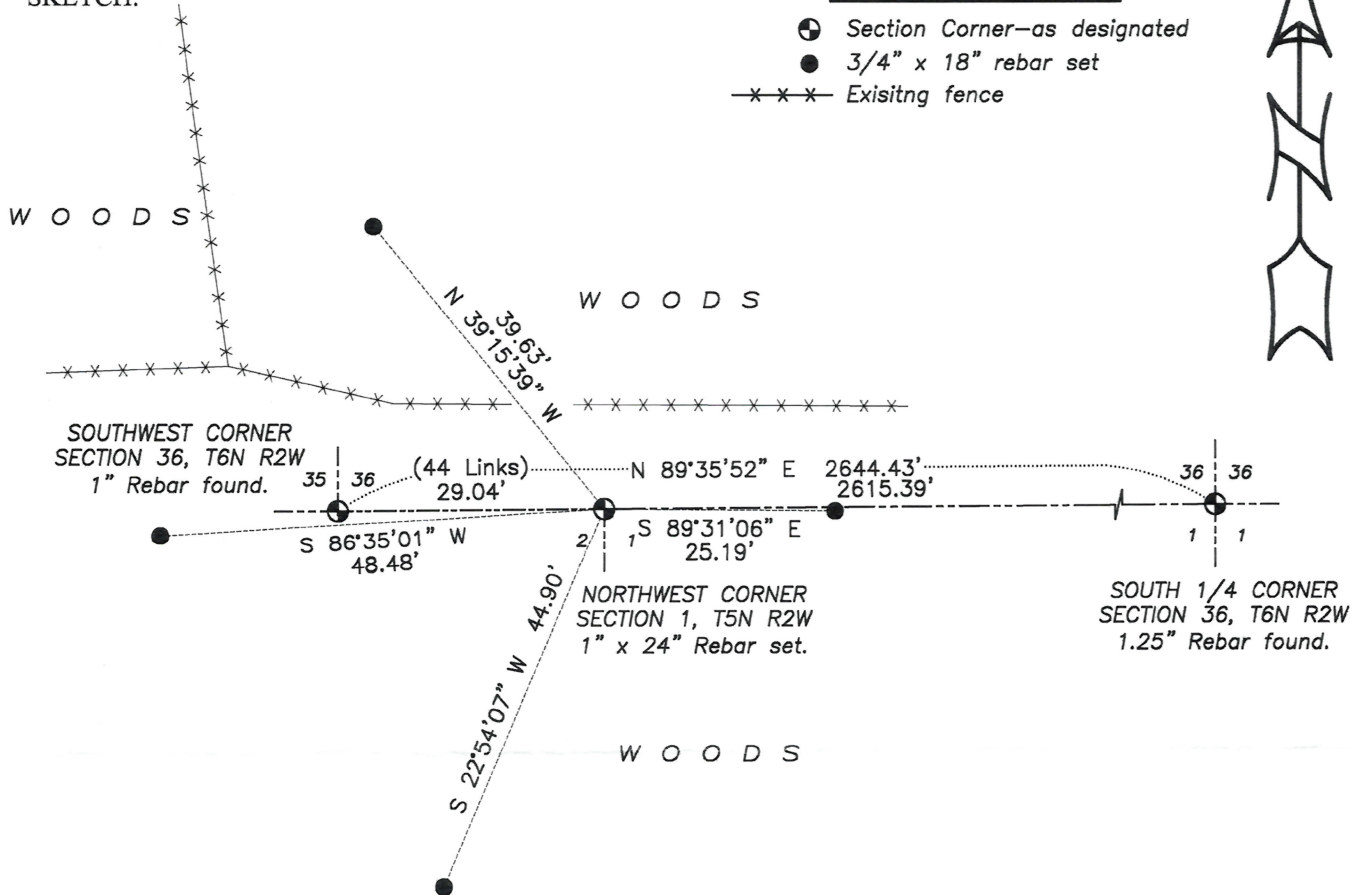 SKETCH:
Section Corner-as designated
3/4" x 18" rebar set
Exisitng fence
W O O D S
W O O D S
39.63'
N 39°15'39" W
SOUTHWEST CORNER
SECTION 36, T6N R2W
1" Rebar found.
35 36
(44 Links)
29.04'
N 89°35'52" E 2644.43'
2615.39'
36 36
S 86°35'01" W
48.48'
2 1
S 89°31'06" E
25.19'
1 1
NORTHWEST CORNER
SECTION 1, T5N R2W
1" x 24" Rebar set.
SOUTH 1/4 CORNER
SECTION 36, T6N R2W
1.25" Rebar found.
S 22°54'07" W 44.90'
W O O D S
N